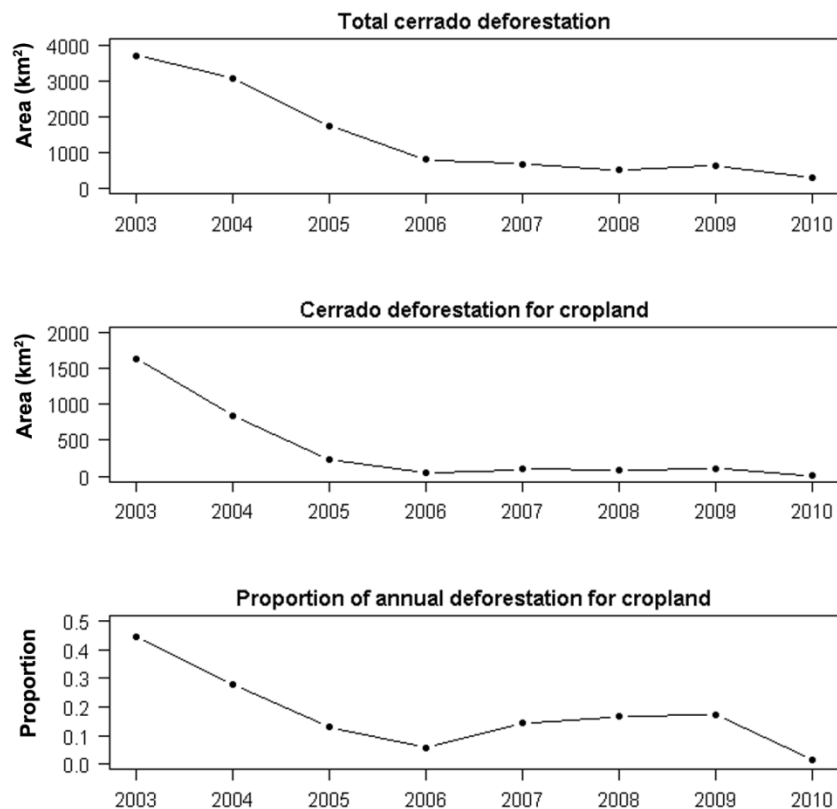 Total cerrado deforestation
Area (km²)
4000
3000
2000
1000
0
2003 2004 2005 2006 2007 2008 2009 2010
Cerrado deforestation for cropland
Area (km²)
2000
1500
1000
500
0
2003 2004 2005 2006 2007 2008 2009 2010
Proportion of annual deforestation for cropland
Proportion
0.5
0.4
0.3
0.2
0.1
0.0
2003 2004 2005 2006 2007 2008 2009 2010